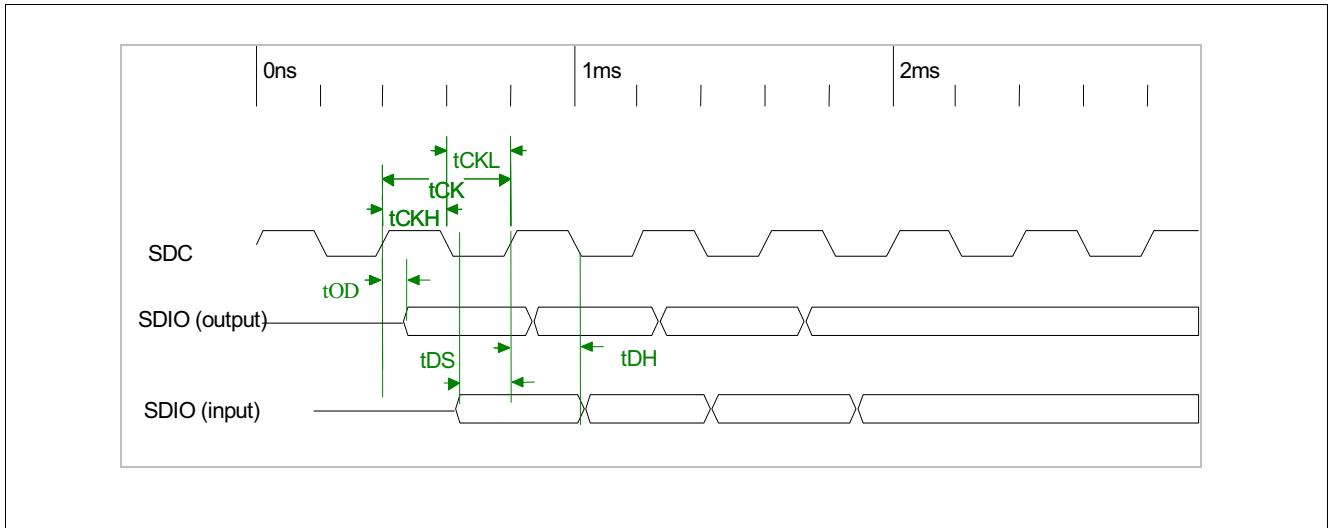 0ns 1ms 2ms
tCKL
tCK
tCKH
SDC
tOD
SDIO (output)
tDS tDH
SDIO (input)